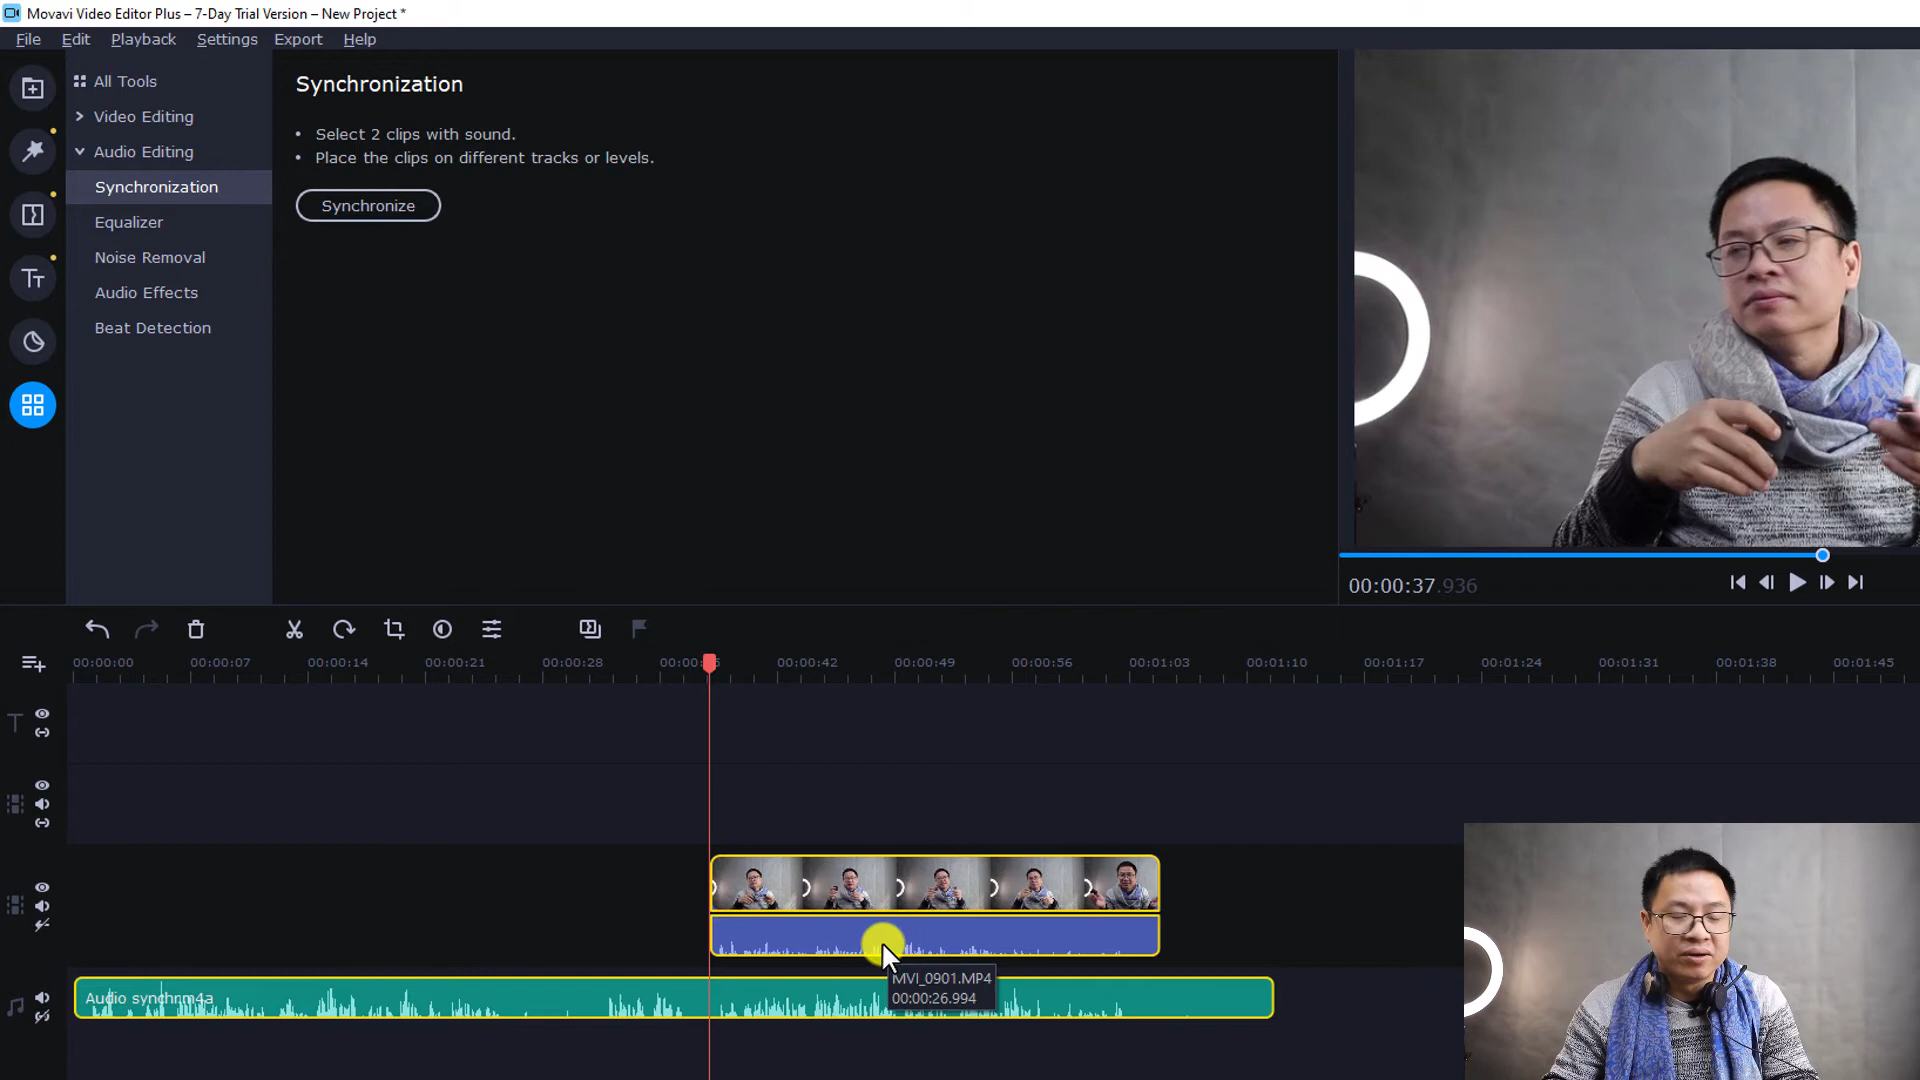 Movavi Video Editor Plus – 7-Day Trial Version – New Project *
File Edit Playback Settings Export Help
All Tools
Video Editing
Audio Editing
Synchronization
Equalizer
Noise Removal
Audio Effects
Beat Detection
Synchronization
• Select 2 clips with sound.
• Place the clips on different tracks or levels.
Synchronize
00:00:37.936
00:00:00 00:00:07 00:00:14 00:00:21 00:00:28 00:00:42 00:00:49 00:00:56 00:01:03 00:01:10 00:01:17 00:01:24 00:01:31 00:01:38 00:01:45
MVI_0901.MP4
00:00:26.994
Audio synchr.m4a